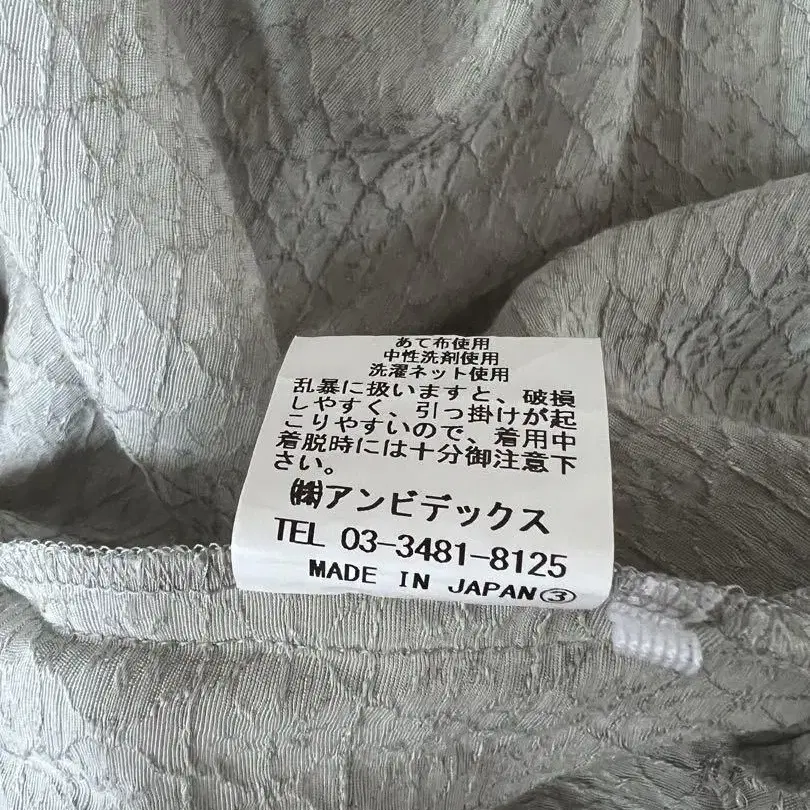 あて布使用
中性洗剤使用
洗濯ネット使用
乱暴に扱いますと、破損
しやすく、引っ掛けが起
こりやすいので、着用中
着脱時には十分御注意下
さい。
㈱アンビデックス
TEL 03-3481-8125
MADE IN JAPAN③